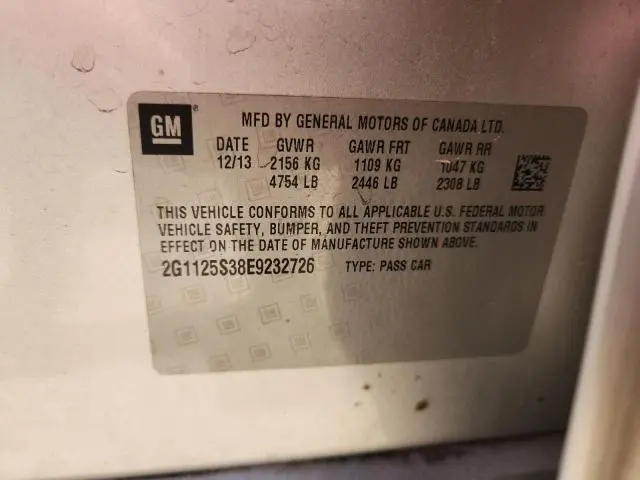 GM ® MFD BY GENERAL MOTORS OF CANADA LTD.
DATE GVWR GAWR FRT GAWR RR
12/13 2156 KG 1109 KG 1047 KG
4754 LB 2446 LB 2308 LB
THIS VEHICLE CONFORMS TO ALL APPLICABLE U.S. FEDERAL MOTOR
VEHICLE SAFETY, BUMPER, AND THEFT PREVENTION STANDARDS IN
EFFECT ON THE DATE OF MANUFACTURE SHOWN ABOVE.
2G1125S38E9232726 TYPE: PASS CAR